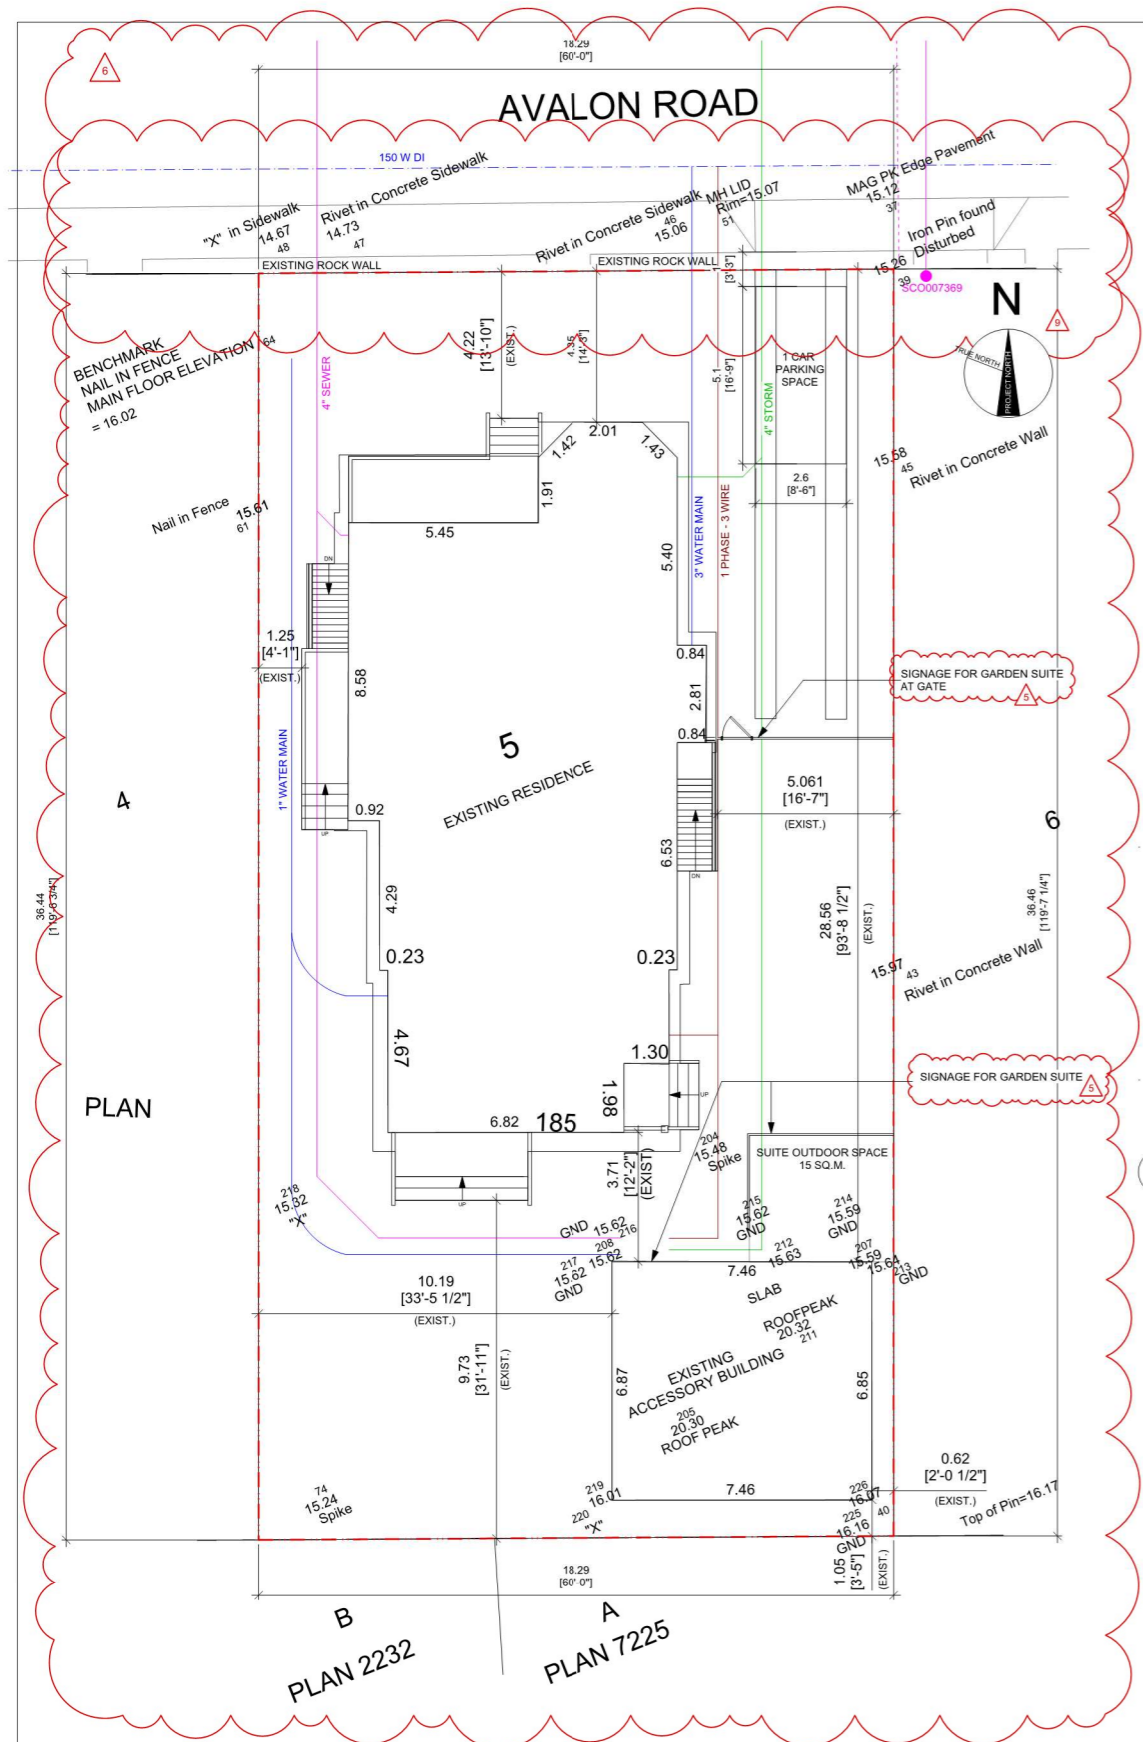 18.29
[60'-0"]
6
AVALON ROAD
150 W DI
"X" in Sidewalk
14.67
48
Rivet in Concrete Sidewalk
14.73
47
Rivet in Concrete Sidewalk
46
15.06
MH LID
Rim=15.07
51
MAG PK Edge Pavement
15.12
37
Iron Pin found
Disturbed
15.26
39
SCO007369
EXISTING ROCK WALL
EXISTING ROCK WALL
[3'-3"]
N
9
TRUE NORTH
PROJECT NORTH
BENCHMARK
NAIL IN FENCE
MAIN FLOOR ELEVATION
= 16.02
64
4" SEWER
4.22
[13'-10"]
(EXIST.)
4.35
[14'-3"]
5.1
[16'-9"]
4" STORM
1 CAR
PARKING
SPACE
2.6
[8'-6"]
15.58
45
Rivet in Concrete Wall
Nail in Fence
15.61
61
1.42
2.01
1.43
1.91
5.45
5.40
3" WATER MAIN
1 PHASE - 3 WIRE
DN
1.25
[4'-1"]
(EXIST.)
8.58
0.84
2.81
0.84
SIGNAGE FOR GARDEN SUITE
AT GATE
5
1" WATER MAIN
5
EXISTING RESIDENCE
5.061
[16'-7"]
(EXIST.)
4
6
0.92
UP
6.53
DN
36.44
[119'-6 3/4"]
4.29
28.56
[93'-8 1/2"]
(EXIST.)
36.46
[119'-7 1/4"]
0.23
0.23
15.97
43
Rivet in Concrete Wall
4.67
1.30
1.98
UP
SIGNAGE FOR GARDEN SUITE
5
PLAN
6.82
185
3.71
[12'-2"]
(EXIST)
204
15.48
Spike
SUITE OUTDOOR SPACE
15 SQ.M.
UP
218
15.32
"X"
GND 15.62
216
208
15.62
217
15.62
GND
215
15.62
GND
214
15.59
GND
212
15.63
207
15.59
15.64
213
GND
7.46
SLAB
10.19
[33'-5 1/2"]
(EXIST.)
ROOFPEAK
20.32
211
9.73
[31'-11"]
(EXIST.)
6.87
EXISTING
ACCESSORY BUILDING
6.85
205
20.30
ROOF PEAK
0.62
[2'-0 1/2"]
(EXIST.)
74
15.24
Spike
219
16.01
220
"X"
7.46
226
16.07
225
16.16
GND
40
Top of Pin=16.17
1.05
[3'-5"]
(EXIST.)
18.29
[60'-0"]
B
A
PLAN 2232
PLAN 7225